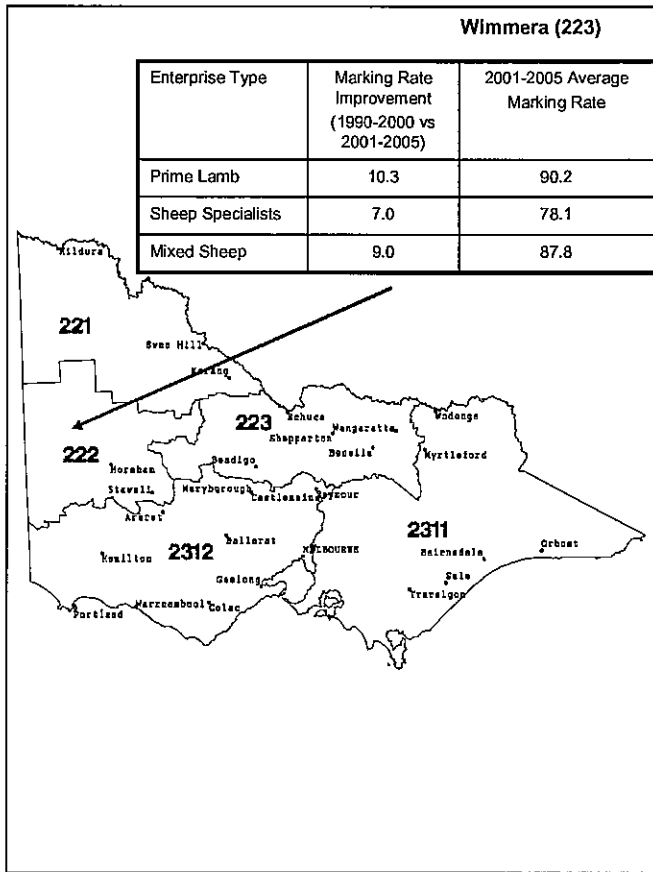 Wimmera (223)
Enterprise Type
Marking Rate
Improvement
(1990-2000 vs
2001-2005)
2001-2005 Average
Marking Rate
Prime Lamb 10.3 90.2
Sheep Specialists 7.0 78.1
Mixed Sheep 9.0 87.8
Mildura
221
Swan Hill
Kerang
223
Echuca
Shepparton
Wangaratta
Wodonga
Benalla
Myrtleford
222
Horsham
Bendigo
Stawell
Maryborough
Castlemaine
Seymour
Ararat
2311
2312
Ballarat
Hamilton
MELBOURNE
Bairnsdale
Orbost
Geelong
Sale
Traralgon
Portland
Warrnambool
Colac